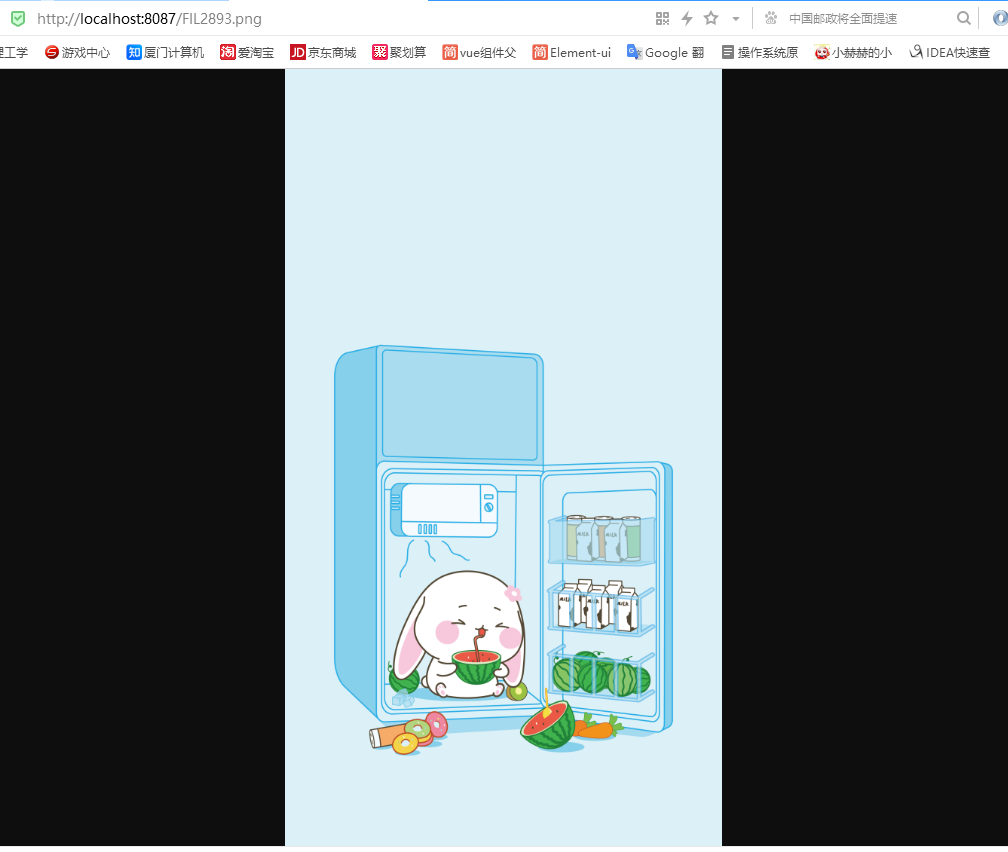 http://localhost:8087/FIL2893.png
中国邮政将全面提速
理工学 游戏中心 知 厦门计算机 淘 爱淘宝 JD 京东商城 聚 聚划算 简 vue组件父 简 Element-ui G Google 翻 操作系统原 小赫赫的小 IDEA快速查
MILK MILK
MILK MILK MILK